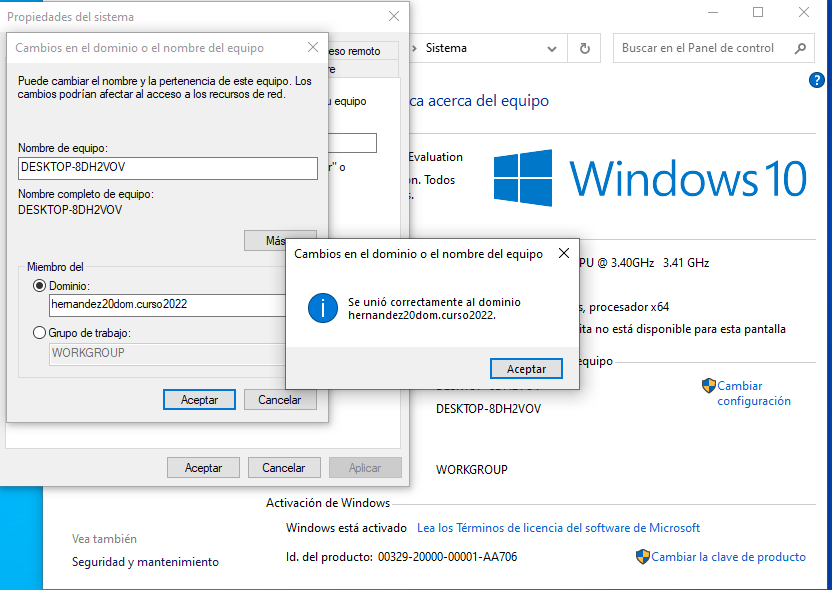 Propiedades del sistema
Cambios en el dominio o el nombre del equipo
Puede cambiar el nombre y la pertenencia de este equipo. Los
cambios podrían afectar al acceso a los recursos de red.
Nombre de equipo:
DESKTOP-8DH2VOV
Nombre completo de equipo:
DESKTOP-8DH2VOV
Más
Miembro del
Dominio:
hernandez20dom.curso2022
Grupo de trabajo:
WORKGROUP
Aceptar
Cancelar
remoto
equipo
" o
Aceptar
Cancelar
Aplicar
Cambios en el dominio o el nombre del equipo
Se unió correctamente al dominio
hernandez20dom.curso2022.
Aceptar
Sistema
Buscar en el Panel de control
?
ca acerca del equipo
Evaluation
Todos
Windows 10
PU @ 3.40GHz 3.41 GHz
s, procesador x64
ita no está disponible para esta pantalla
equipo
DESKTOP-8DH2VOV
WORKGROUP
Cambiar
configuración
Activación de Windows
Windows está activado Lea los Términos de licencia del software de Microsoft
Id. del producto: 00329-20000-00001-AA706
Cambiar la clave de producto
Vea también
Seguridad y mantenimiento